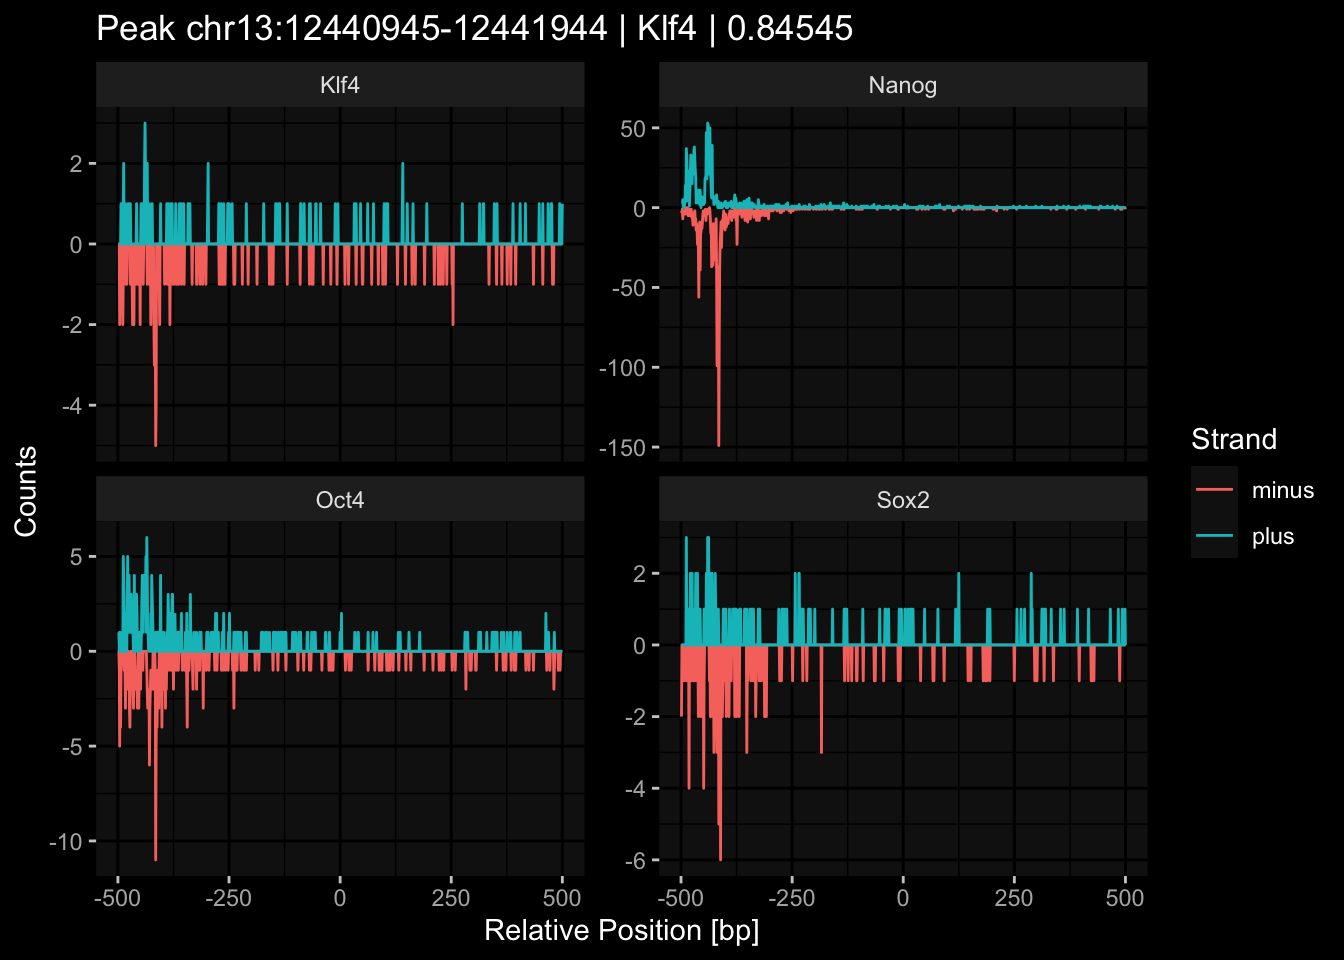 Peak chr13:12440945-12441944 | Klf4 | 0.84545
Klf4
Nanog
2
0
-2
-4
50
0
-50
-100
-150
Counts
Oct4
Sox2
5
0
-5
-10
2
0
-2
-4
-6
-500 -250 0 250 500
-500 -250 0 250 500
Relative Position [bp]
Strand
minus
plus